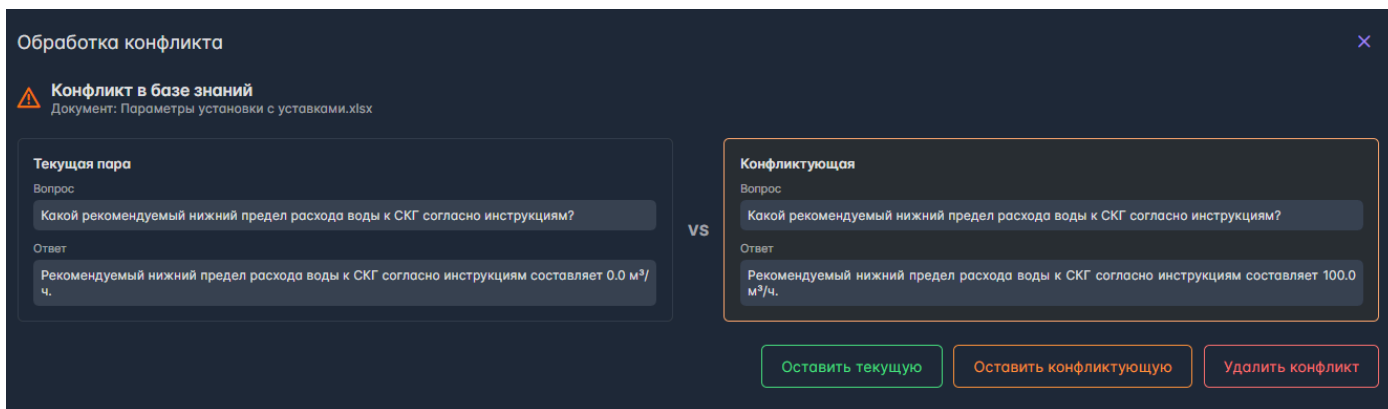 Обработка конфликта
Конфликт в базе знаний
Документ: Параметры установки с уставками.xlsx
Текущая пара
Вопрос
Какой рекомендуемый нижний предел расхода воды к СКГ согласно инструкциям?
Ответ
Рекомендуемый нижний предел расхода воды к СКГ согласно инструкциям составляет 0.0 м³/
ч.
VS
Конфликтующая
Вопрос
Какой рекомендуемый нижний предел расхода воды к СКГ согласно инструкциям?
Ответ
Рекомендуемый нижний предел расхода воды к СКГ согласно инструкциям составляет 100.0
м³/ч.
Оставить текущую
Оставить конфликтующую
Удалить конфликт